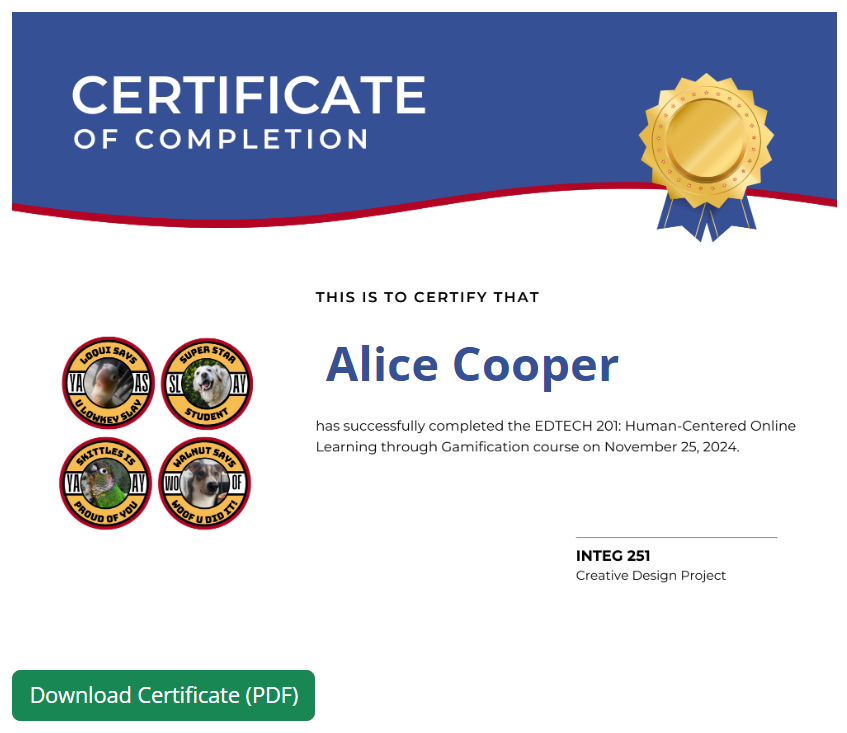 CERTIFICATE
OF COMPLETION
THIS IS TO CERTIFY THAT
Alice Cooper
has successfully completed the EDTECH 201: Human-Centered Online
Learning through Gamification course on November 25, 2024.
LOQUI SAYS
YA AS
U LOWKEY SLAY
SUPER STAR
SL AY
STUDENT
SKITTLES IS
YA AY
PROUD OF YOU
WALNUT SAYS
WO OF
WOOF U DID IT!
INTEG 251
Creative Design Project
Download Certificate (PDF)